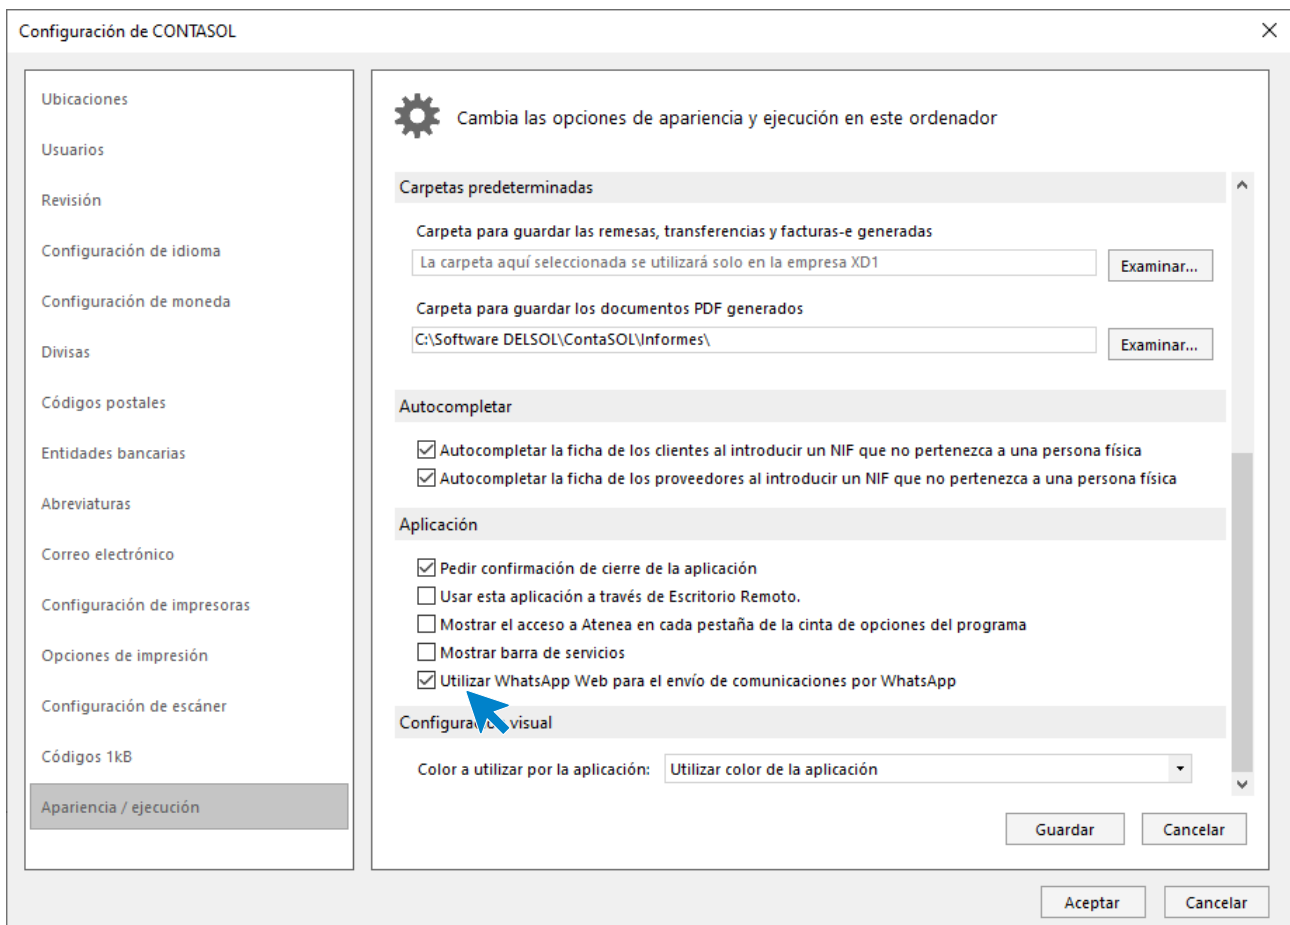 Configuración de CONTASOL
Ubicaciones
Usuarios
Revisión
Configuración de idioma
Configuración de moneda
Divisas
Códigos postales
Entidades bancarias
Abreviaturas
Correo electrónico
Configuración de impresoras
Opciones de impresión
Configuración de escáner
Códigos 1kB
Apariencia / ejecución
Cambia las opciones de apariencia y ejecución en este ordenador
Carpetas predeterminadas
Carpeta para guardar las remesas, transferencias y facturas-e generadas
La carpeta aquí seleccionada se utilizará solo en la empresa XD1
Examinar...
Carpeta para guardar los documentos PDF generados
C:\Software DELSOL\ContaSOL\Informes\
Examinar...
Autocompletar
Autocompletar la ficha de los clientes al introducir un NIF que no pertenezca a una persona física
Autocompletar la ficha de los proveedores al introducir un NIF que no pertenezca a una persona física
Aplicación
Pedir confirmación de cierre de la aplicación
Usar esta aplicación a través de Escritorio Remoto.
Mostrar el acceso a Atenea en cada pestaña de la cinta de opciones del programa
Mostrar barra de servicios
Utilizar WhatsApp Web para el envío de comunicaciones por WhatsApp
Configuración visual
Color a utilizar por la aplicación: Utilizar color de la aplicación
Guardar Cancelar
Aceptar Cancelar